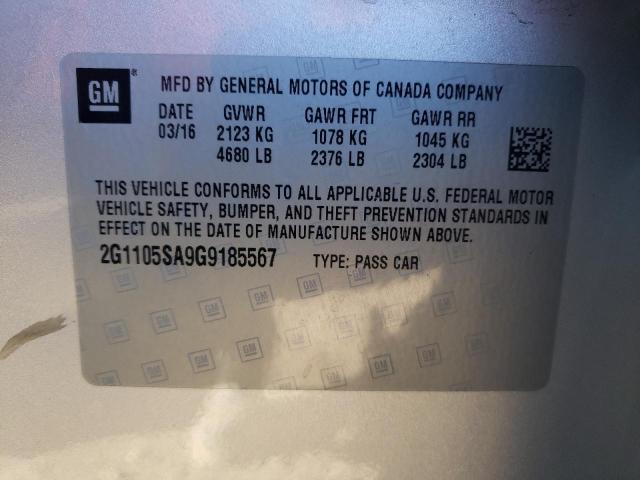 GM
MFD BY GENERAL MOTORS OF CANADA COMPANY
DATE GVWR GAWR FRT GAWR RR
03/16 2123 KG 1078 KG 1045 KG
4680 LB 2376 LB 2304 LB
THIS VEHICLE CONFORMS TO ALL APPLICABLE U.S. FEDERAL MOTOR
VEHICLE SAFETY, BUMPER, AND THEFT PREVENTION STANDARDS IN
EFFECT ON THE DATE OF MANUFACTURE SHOWN ABOVE.
2G1105SA9G9185567 TYPE: PASS CAR